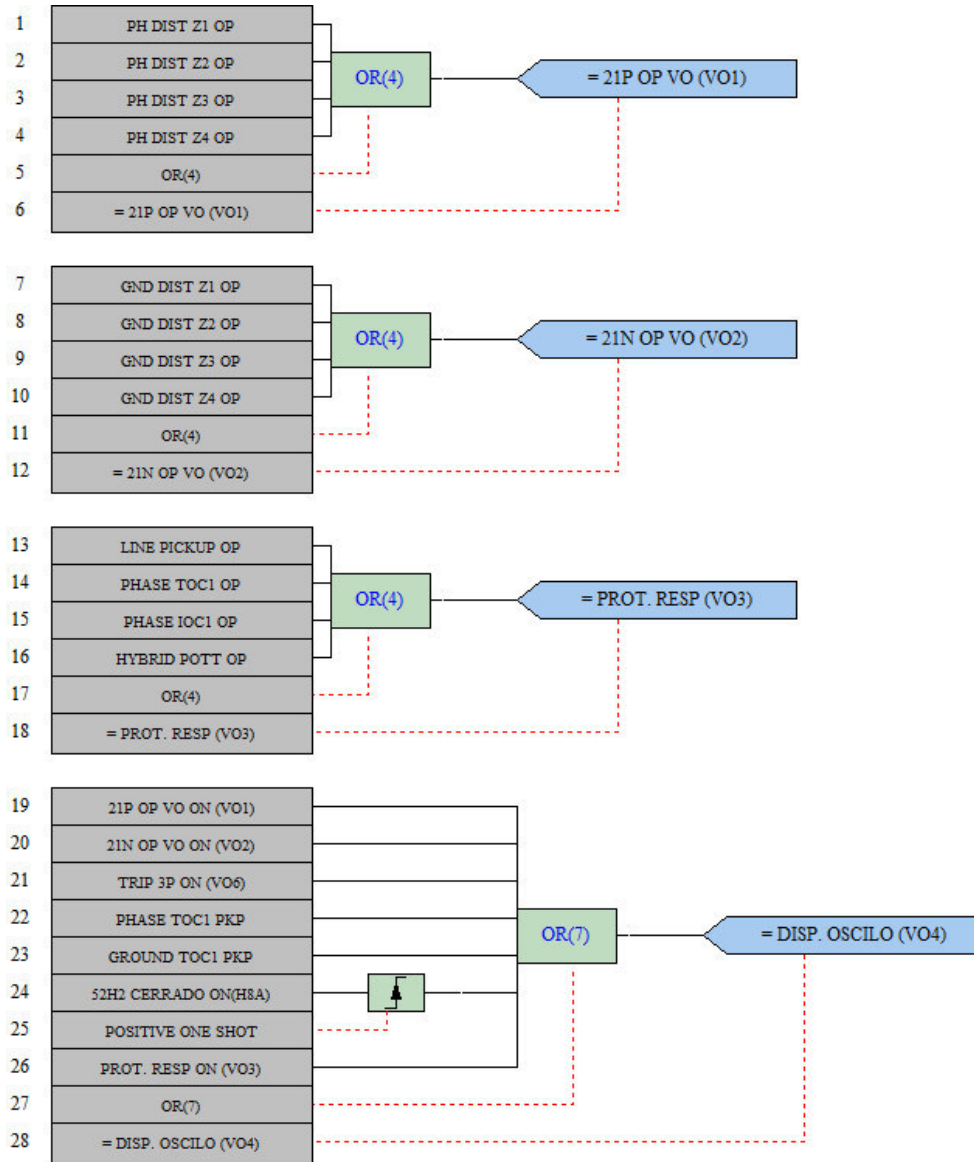 1 PH DIST Z1 OP
2 PH DIST Z2 OP
OR(4) = 21P OP VO (VO1)
3 PH DIST Z3 OP
4 PH DIST Z4 OP
5 OR(4)
6 = 21P OP VO (VO1)
7 GND DIST Z1 OP
8 GND DIST Z2 OP
OR(4) = 21N OP VO (VO2)
9 GND DIST Z3 OP
10 GND DIST Z4 OP
11 OR(4)
12 = 21N OP VO (VO2)
13 LINE PICKUP OP
14 PHASE TOC1 OP
OR(4) = PROT. RESP (VO3)
15 PHASE IOC1 OP
16 HYBRID POTT OP
17 OR(4)
18 = PROT. RESP (VO3)
19 21P OP VO ON (VO1)
20 21N OP VO ON (VO2)
21 TRIP 3P ON (VO6)
22 PHASE TOC1 PKP
OR(7) = DISP. OSCILO (VO4)
23 GROUND TOC1 PKP
24 52H2 CERRADO ON(H8A)
25 POSITIVE ONE SHOT
26 PROT. RESP ON (VO3)
27 OR(7)
28 = DISP. OSCILO (VO4)